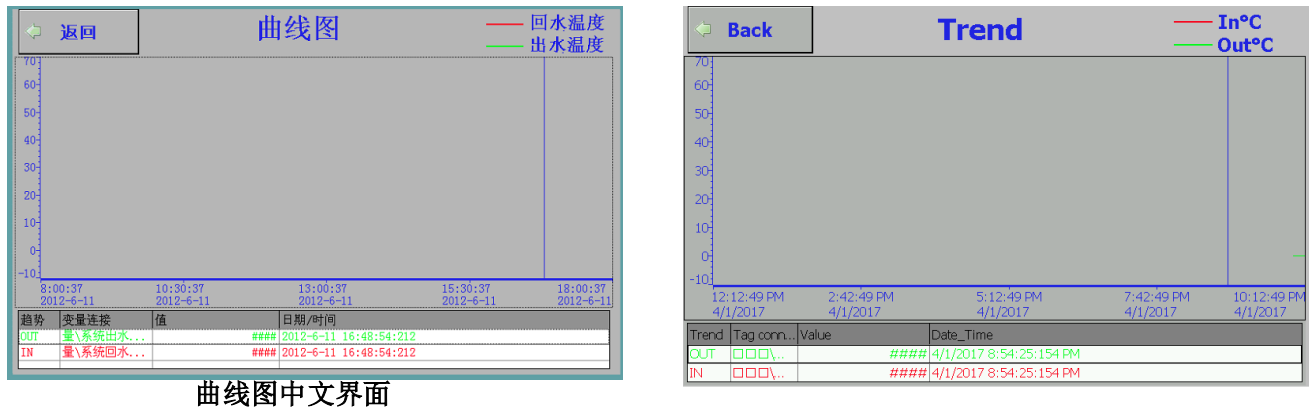 返回
曲线图
回水温度
出水温度
70
60
50
40
30
20
10
0
-10
8:00:37 10:30:37 13:00:37 15:30:37 18:00:37
2012-6-11 2012-6-11 2012-6-11 2012-6-11 2012-6-11
趋势 变量连接 值 日期/时间
OUT 量\系统出水... #### 2012-6-11 16:48:54:212
IN 量\系统回水... #### 2012-6-11 16:48:54:212
曲线图中文界面
Back
Trend
In°C
Out°C
70
60
50
40
30
20
10
0
-10
12:12:49 PM 2:42:49 PM 5:12:49 PM 7:42:49 PM 10:12:49 PM
4/1/2017 4/1/2017 4/1/2017 4/1/2017 4/1/2017
Trend Tag conn... Value Date_Time
OUT □□□\... #### 4/1/2017 8:54:25:154 PM
IN □□□\... #### 4/1/2017 8:54:25:154 PM